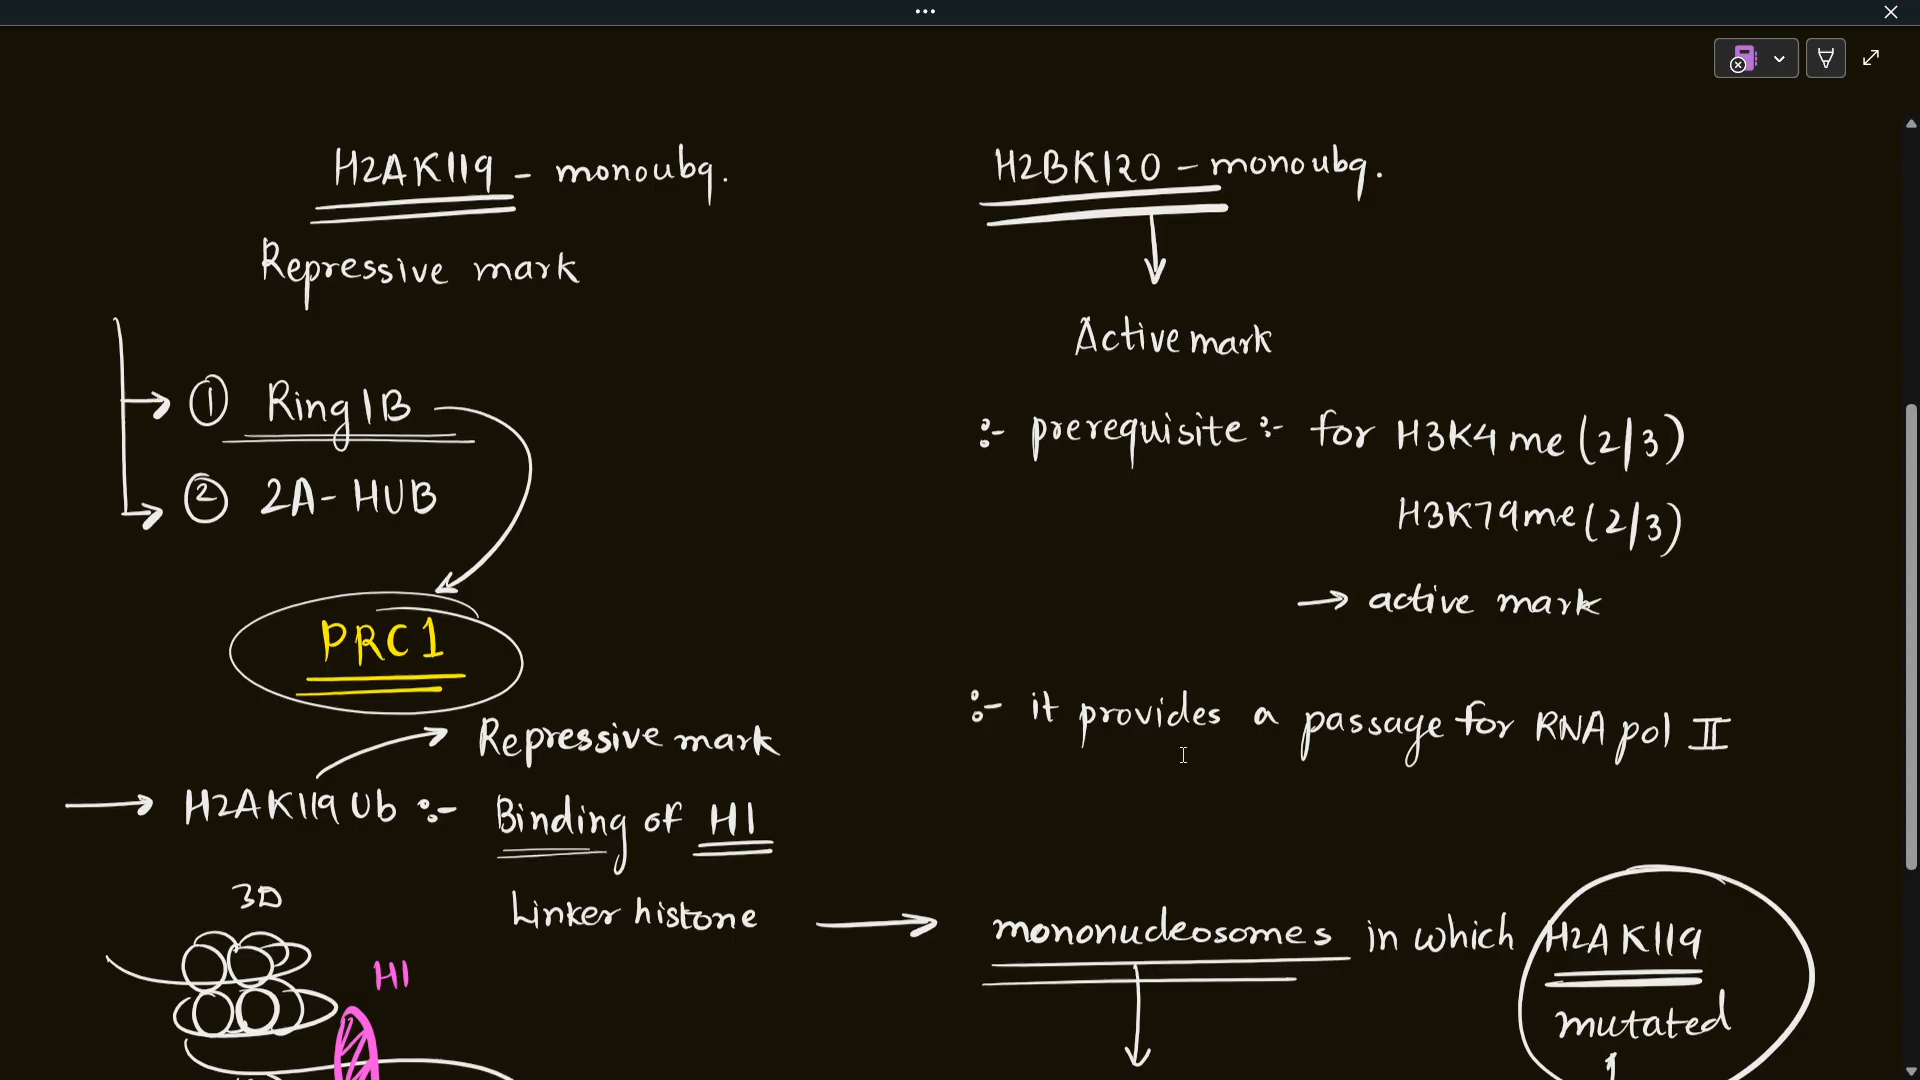 H2AK119 - monoubq.
Repressive mark
① Ring1B
② 2A-HUB
PRC1
Repressive mark
→ H2AK119Ub :- Binding of H1
Linker histone
3D
H1
H2BK120 - monoubq.
Active mark
:- prerequisite :- for H3K4me(2/3)
H3K79me(2/3)
→ active mark
:- it provides a passage for RNA pol II
→ mononucleosomes in which H2AK119
mutated